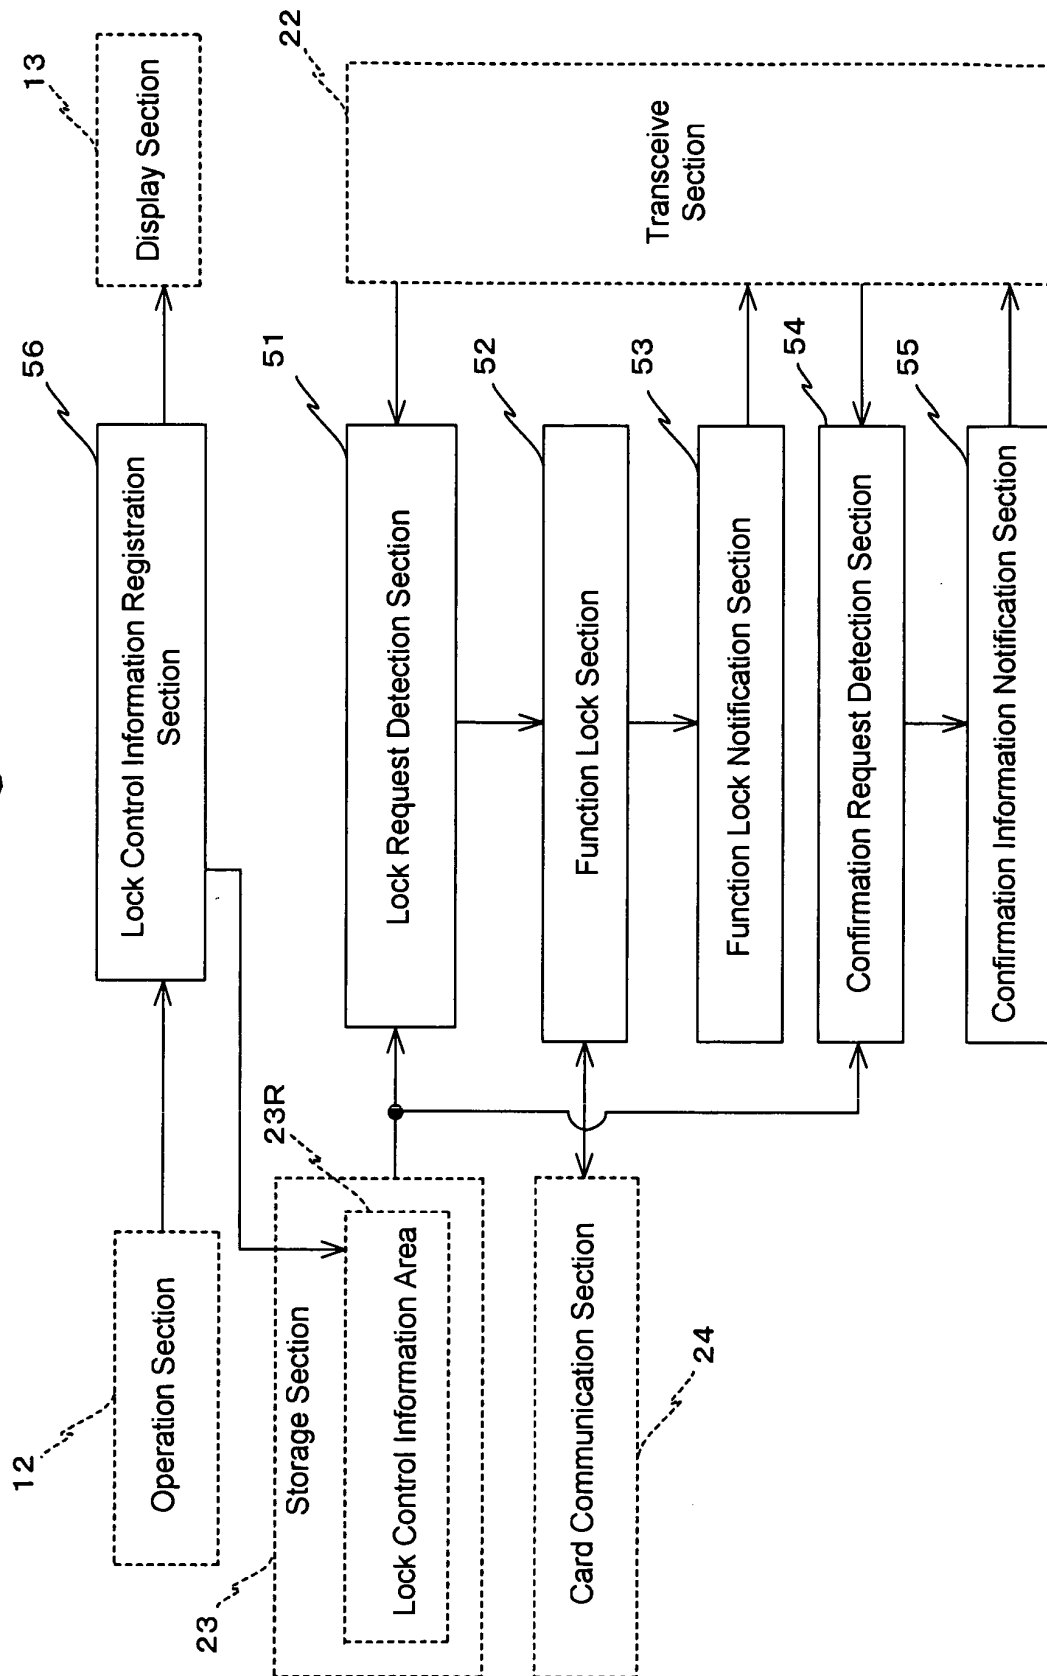 12
Operation Section
56
Lock Control Information Registration
Section
13
Display Section
23
Storage Section
23R
Lock Control Information Area
51
Lock Request Detection Section
22
Transceive
Section
24
Card Communication Section
52
Function Lock Section
53
Function Lock Notification Section
54
Confirmation Request Detection Section
55
Confirmation Information Notification Section